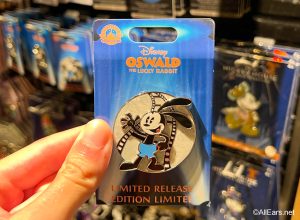 Disney
OSWALD
THE LUCKY RABBIT
LIMITED RELEASE
EDITION LIMITÉE
©AllEars.net